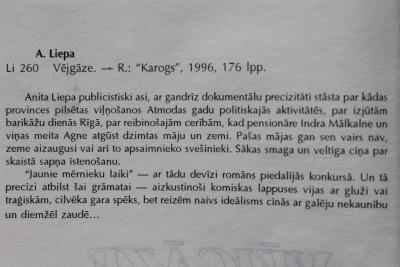 A. Liepa
Li 260 Vējgāze. — R.: "Karogs", 1996, 176 lpp.
Anita Liepa publicistiski asi, ar gandrīz dokumentālu precizitāti stāsta par kādas
provinces pilsētas viļņošanos Atmodas gadu politiskajās aktivitātēs, par izjūtām
barikāžu dienās Rīgā, par reibinošajām cerībām, kad pensionāre Indra Mālkalne un
viņas meita Agne atgūst dzimtas māju un zemi. Pašas mājas gan sen vairs nav,
zeme aizaugusi vai arī to apsaimnieko svešinieki. Sākas smaga un veltīga cīņa par
skaistā sapņa īstenošanu.
"Jaunie mērnieku laiki" — ar tādu devīzi romāns piedalījās konkursā. Un tā
precīzi atbilst šai grāmatai — aizkustinoši komiskas lappuses vijas ar gluži vai
traģiskām, cilvēka gara spēks, bet reizēm naivs ideālisms cīnās ar galēju nekaunību
un diemžēl zaudē...